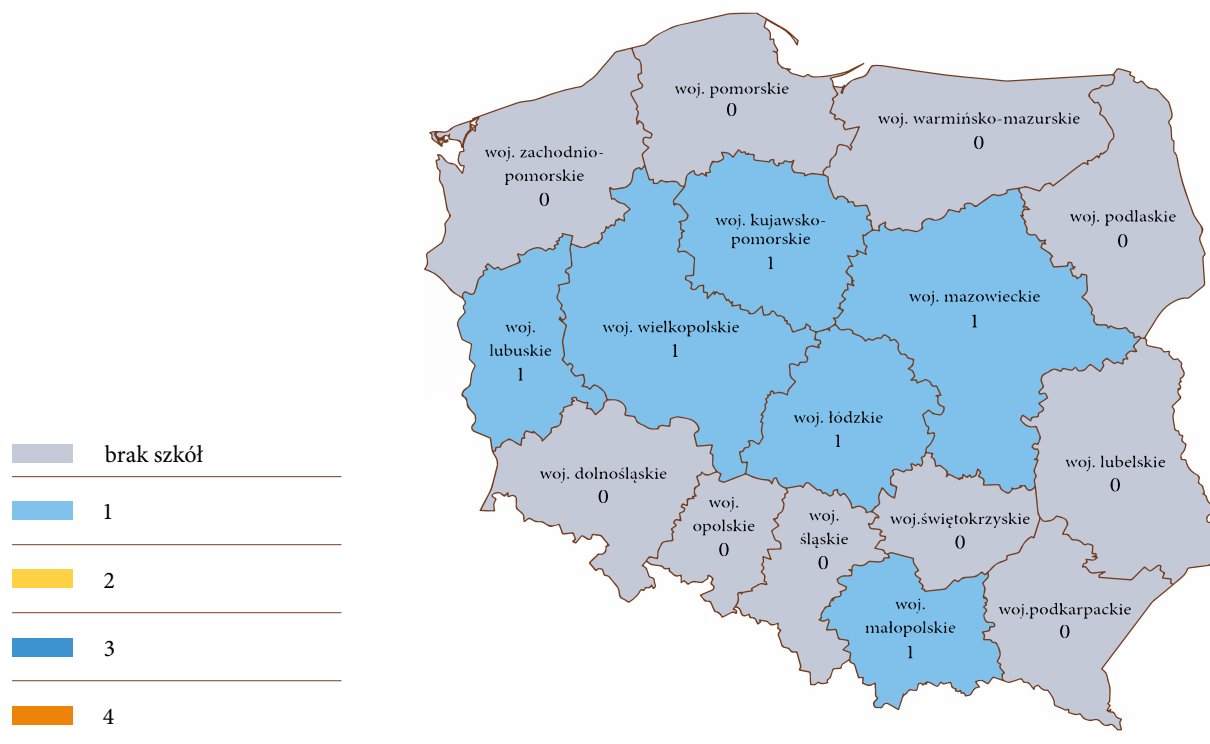 woj. pomorskie
0
woj. warmińsko-mazurskie
0
woj. zachodnio-
pomorskie
0
woj. podlaskie
0
woj. kujawsko-
pomorskie
1
woj. mazowieckie
1
woj.
lubuskie
1
woj. wielkopolskie
1
woj. łódzkie
1
woj. lubelskie
0
woj. dolnośląskie
0
woj.
opolskie
0
woj.
śląskie
0
woj.świętokrzyskie
0
woj.
małopolskie
1
woj.podkarpackie
0
brak szkół
1
2
3
4